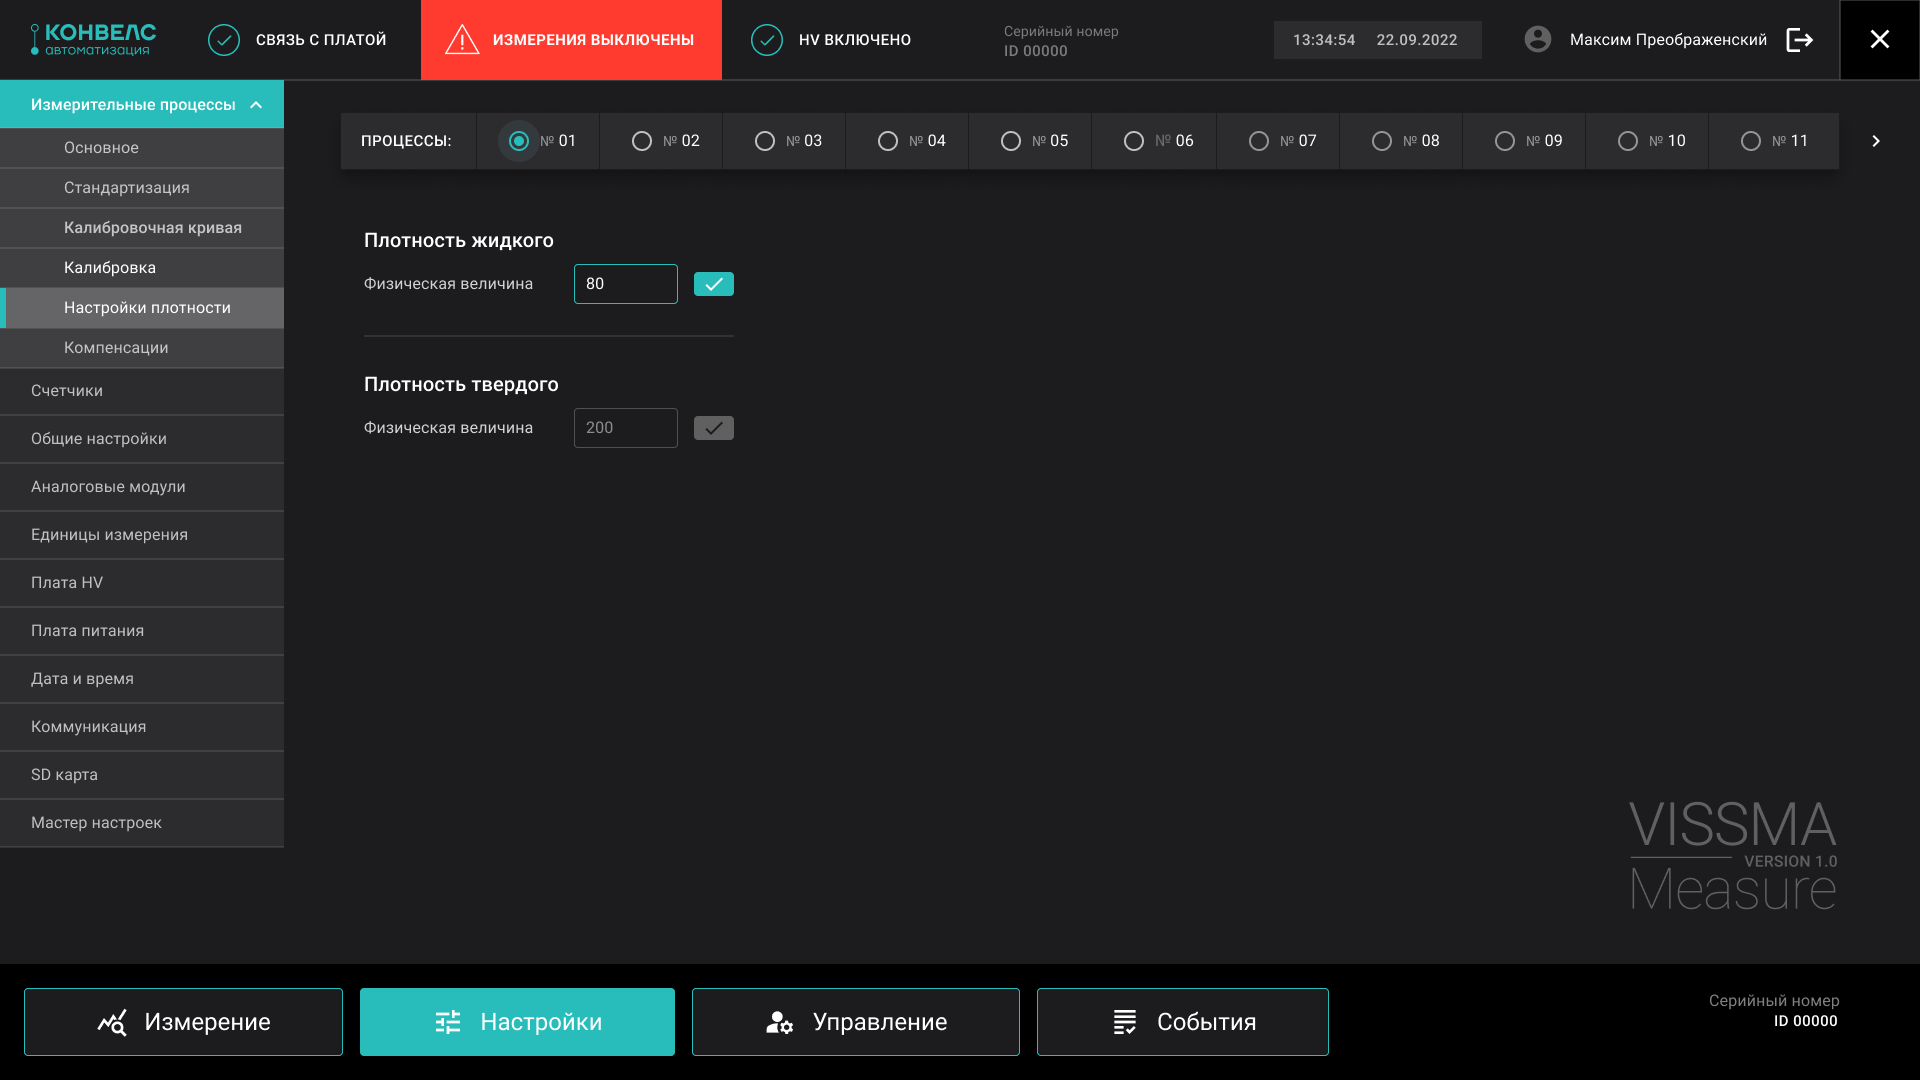 КОНВЕЛС
автоматизация
СВЯЗЬ С ПЛАТОЙ
ИЗМЕРЕНИЯ ВЫКЛЮЧЕНЫ
HV ВКЛЮЧЕНО
Серийный номер
ID 00000
13:34:54 22.09.2022
Максим Преображенский
Измерительные процессы
Основное
Стандартизация
Калибровочная кривая
Калибровка
Настройки плотности
Компенсации
Счетчики
Общие настройки
Аналоговые модули
Единицы измерения
Плата HV
Плата питания
Дата и время
Коммуникация
SD карта
Мастер настроек
ПРОЦЕССЫ: № 01 № 02 № 03 № 04 № 05 № 06 № 07 № 08 № 09 № 10 № 11
Плотность жидкого
Физическая величина 80
Плотность твердого
Физическая величина 200
VISSMA
VERSION 1.0
Measure
Измерение
Настройки
Управление
События
Серийный номер
ID 00000